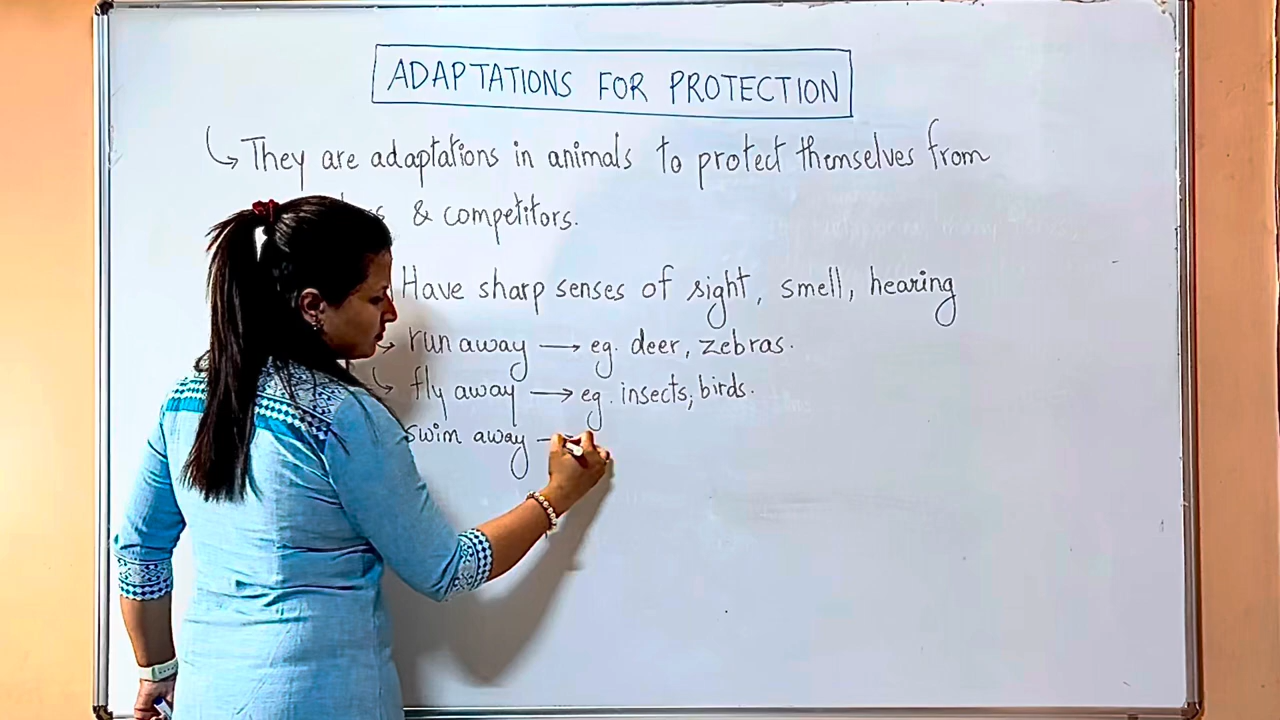 ADAPTATIONS FOR PROTECTION
↳ They are adaptations in animals to protect themselves from
& competitors.
Have sharp senses of sight, smell, hearing
↳ run away → eg. deer, zebras.
↳ fly away → eg. insects, birds.
swim away